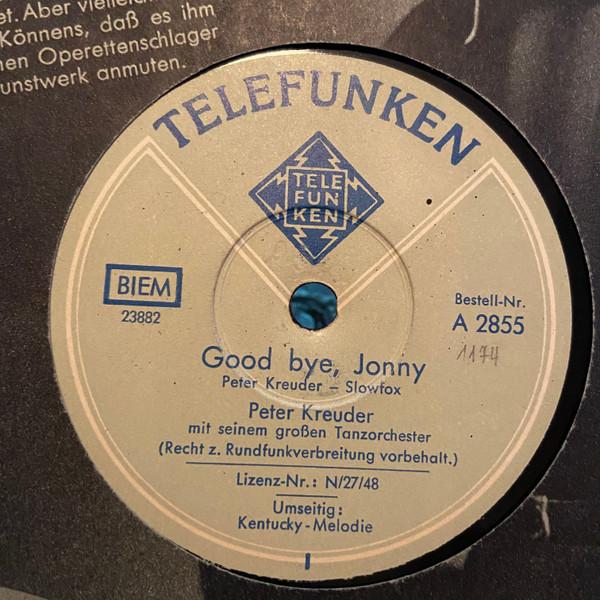 et. Aber vielleicht
Könnens, daß es ihm
nen Operettenschlager
unstwerk anmuten.
TELEFUNKEN
TELE
FUN
KEN
BIEM
23882
Bestell-Nr.
A 2855
1174
Good bye, Jonny
Peter Kreuder – Slowfox
Peter Kreuder
mit seinem großen Tanzorchester
(Recht z. Rundfunkverbreitung vorbehalt.)
Lizenz-Nr.: N/27/48
Umseitig:
Kentucky-Melodie
I